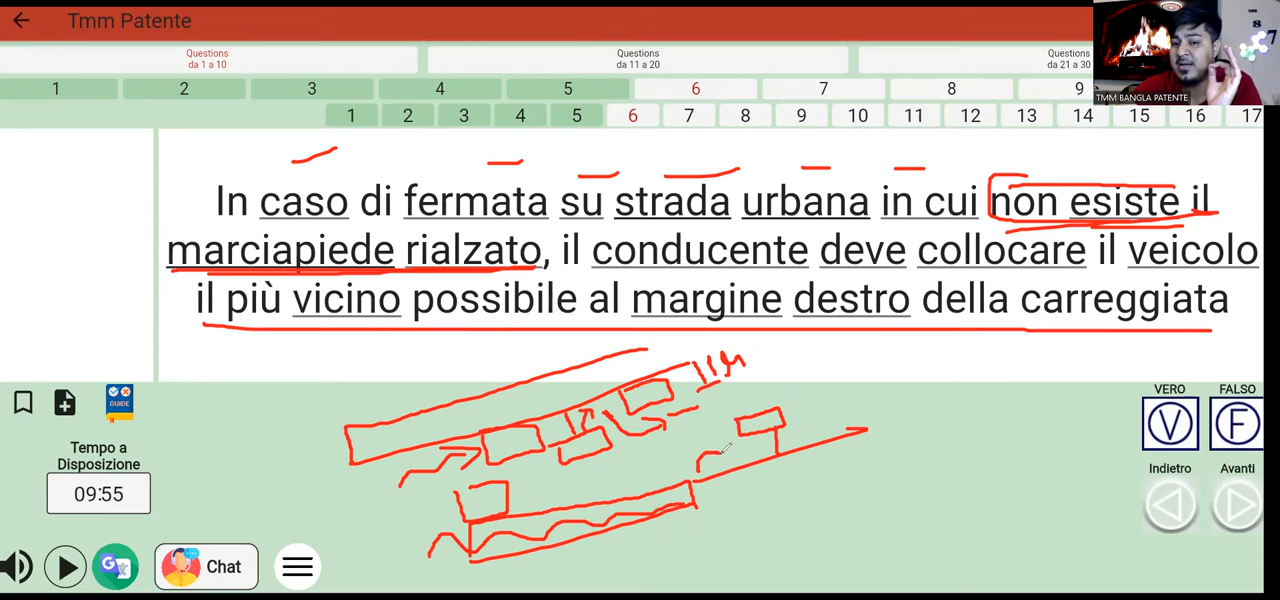 Tmm Patente
Questions
da 1 a 10
Questions
da 11 a 20
Questions
da 21 a 30
1 2 3 4 5 6 7 8 9
1 2 3 4 5 6 7 8 9 10 11 12 13 14 15 16 17
TMM BANGLA PATENTE
In caso di fermata su strada urbana in cui non esiste il
marciapiede rialzato, il conducente deve collocare il veicolo
il più vicino possibile al margine destro della carreggiata
GUIDE
Tempo a
Disposizione
09:55
Chat
VERO FALSO
V F
Indietro Avanti